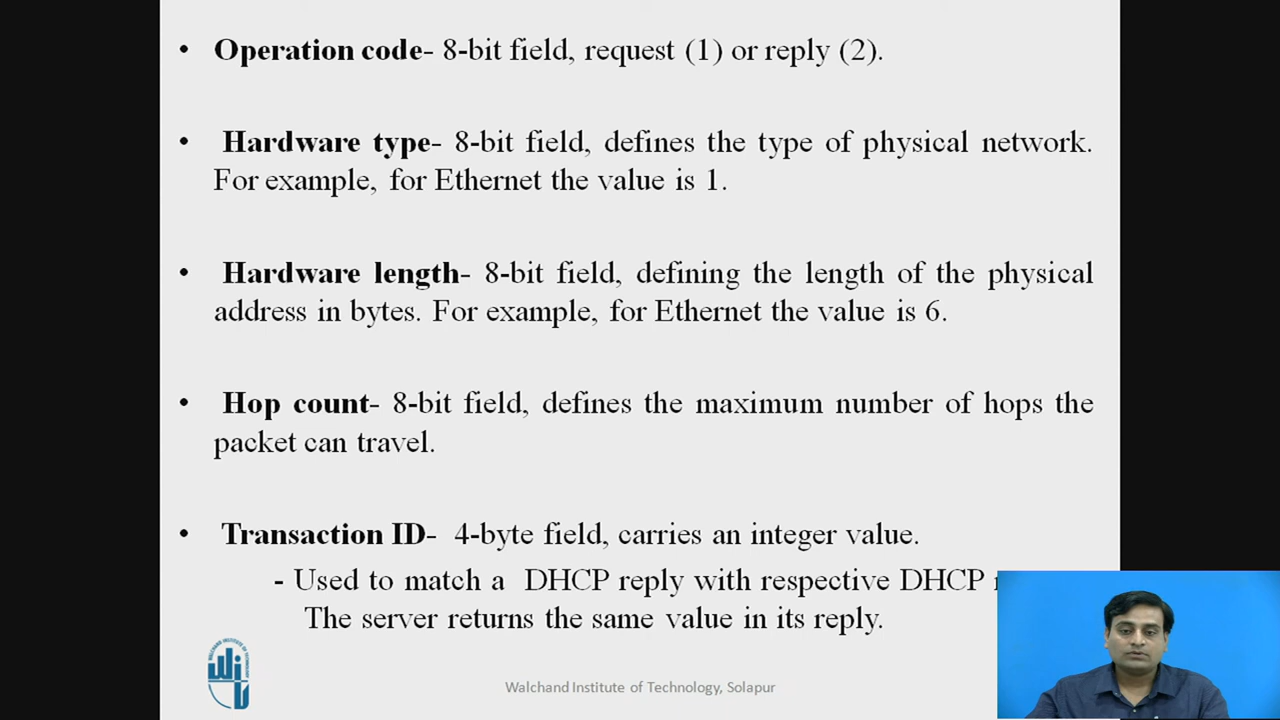 • Operation code- 8-bit field, request (1) or reply (2).
• Hardware type- 8-bit field, defines the type of physical network.
For example, for Ethernet the value is 1.
• Hardware length- 8-bit field, defining the length of the physical
address in bytes. For example, for Ethernet the value is 6.
• Hop count- 8-bit field, defines the maximum number of hops the
packet can travel.
• Transaction ID- 4-byte field, carries an integer value.
- Used to match a DHCP reply with respective DHCP
The server returns the same value in its reply.
WALCHAND INSTITUTE OF TECHNOLOGY
Walchand Institute of Technology, Solapur